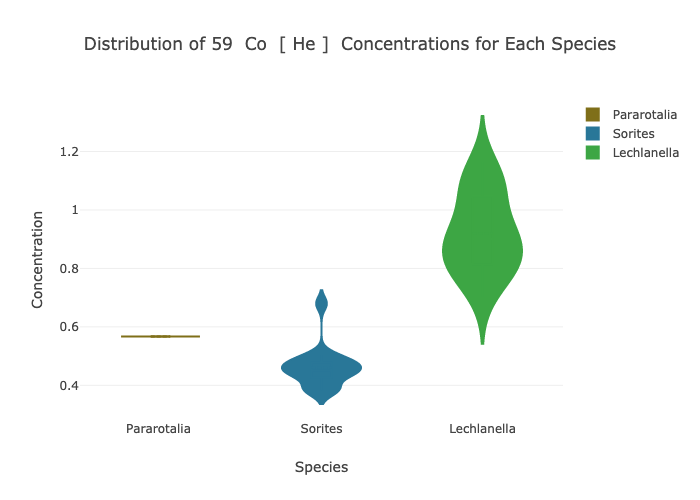 Distribution of 59  Co  [ He ]  Concentrations for Each Species
Pararotalia
Sorites
Lechlanella
1.2
1
0.8
0.6
0.4
Concentration
Pararotalia
Sorites
Lechlanella
Species